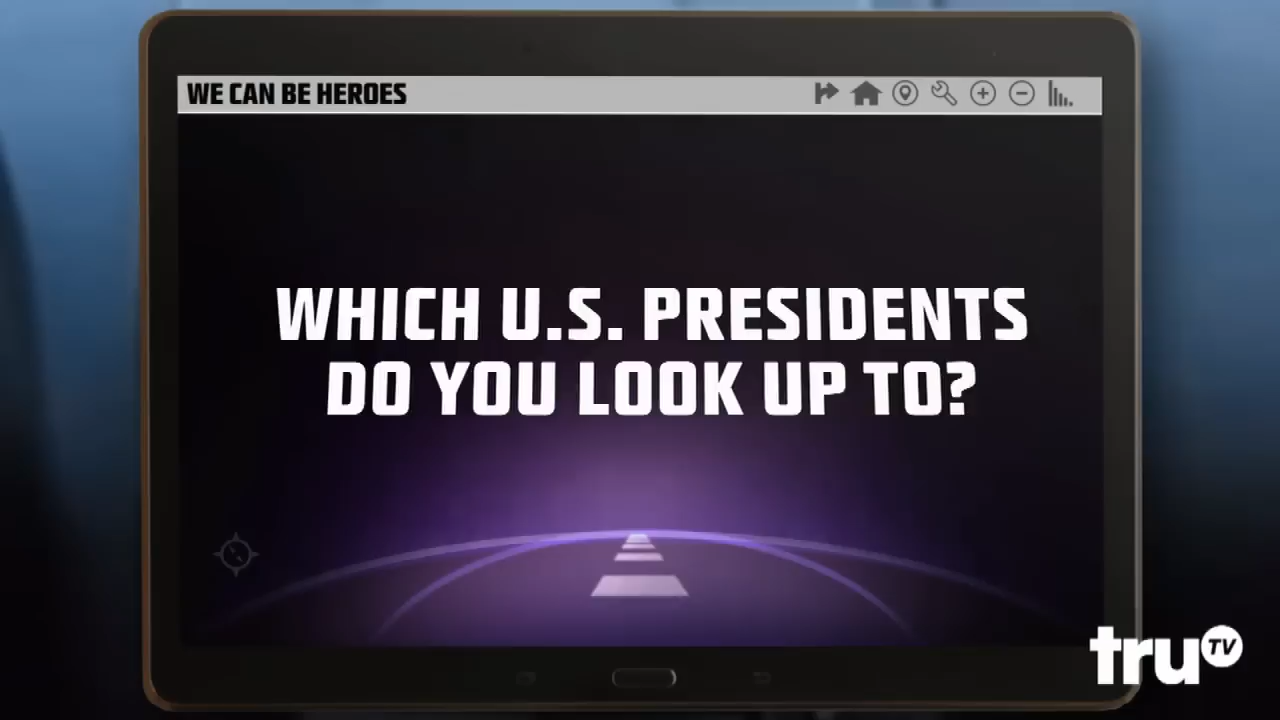 WE CAN BE HEROES
WHICH U.S. PRESIDENTS
DO YOU LOOK UP TO?
truTV